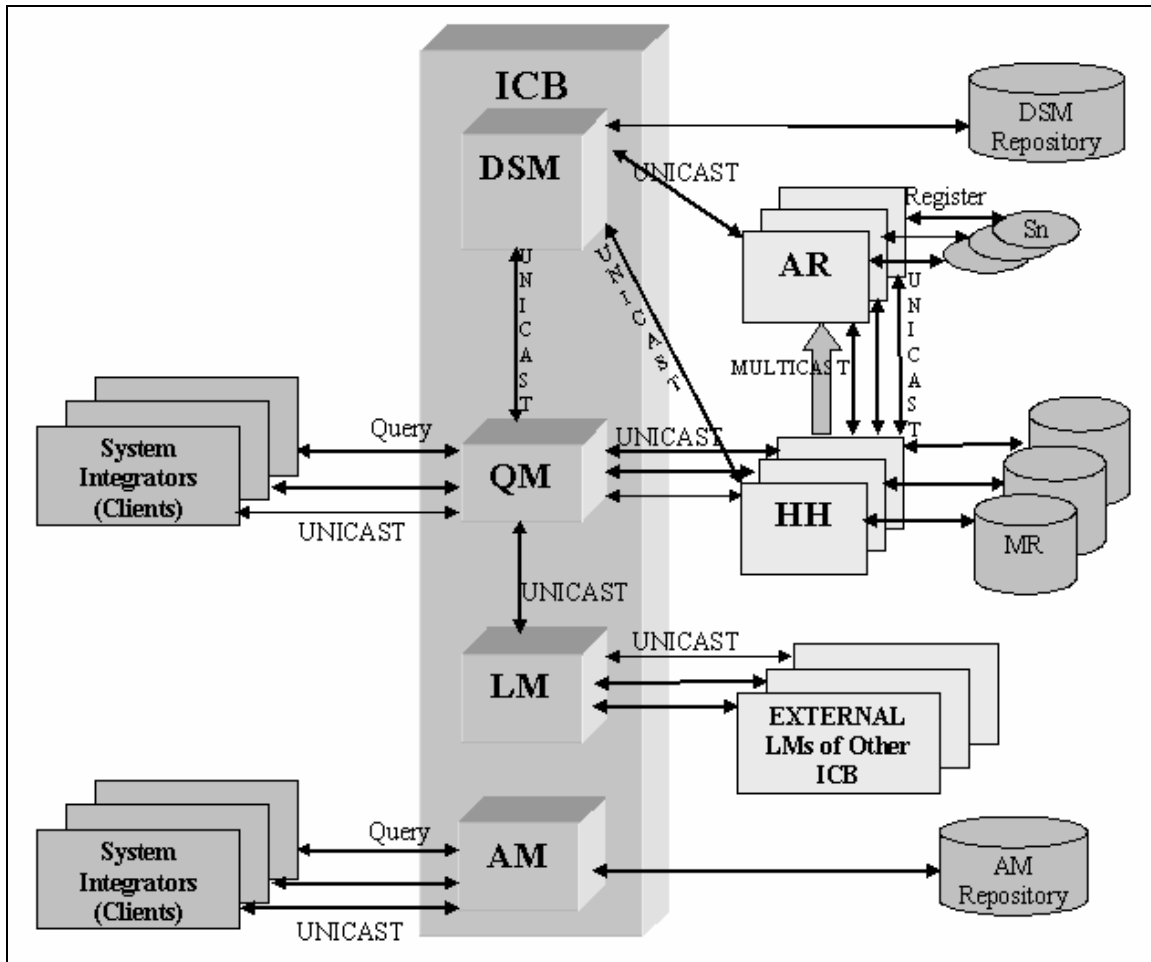 ICB
DSM
DSM
Repository
UNICAST
Register
Sn
AR
UNICAST
UNICAST
UNICAST
MULTICAST
Query
System
Integrators
(Clients)
UNICAST
QM
UNICAST
HH
MR
UNICAST
LM
UNICAST
EXTERNAL
LMs of Other
ICB
Query
System
Integrators
(Clients)
UNICAST
AM
AM
Repository